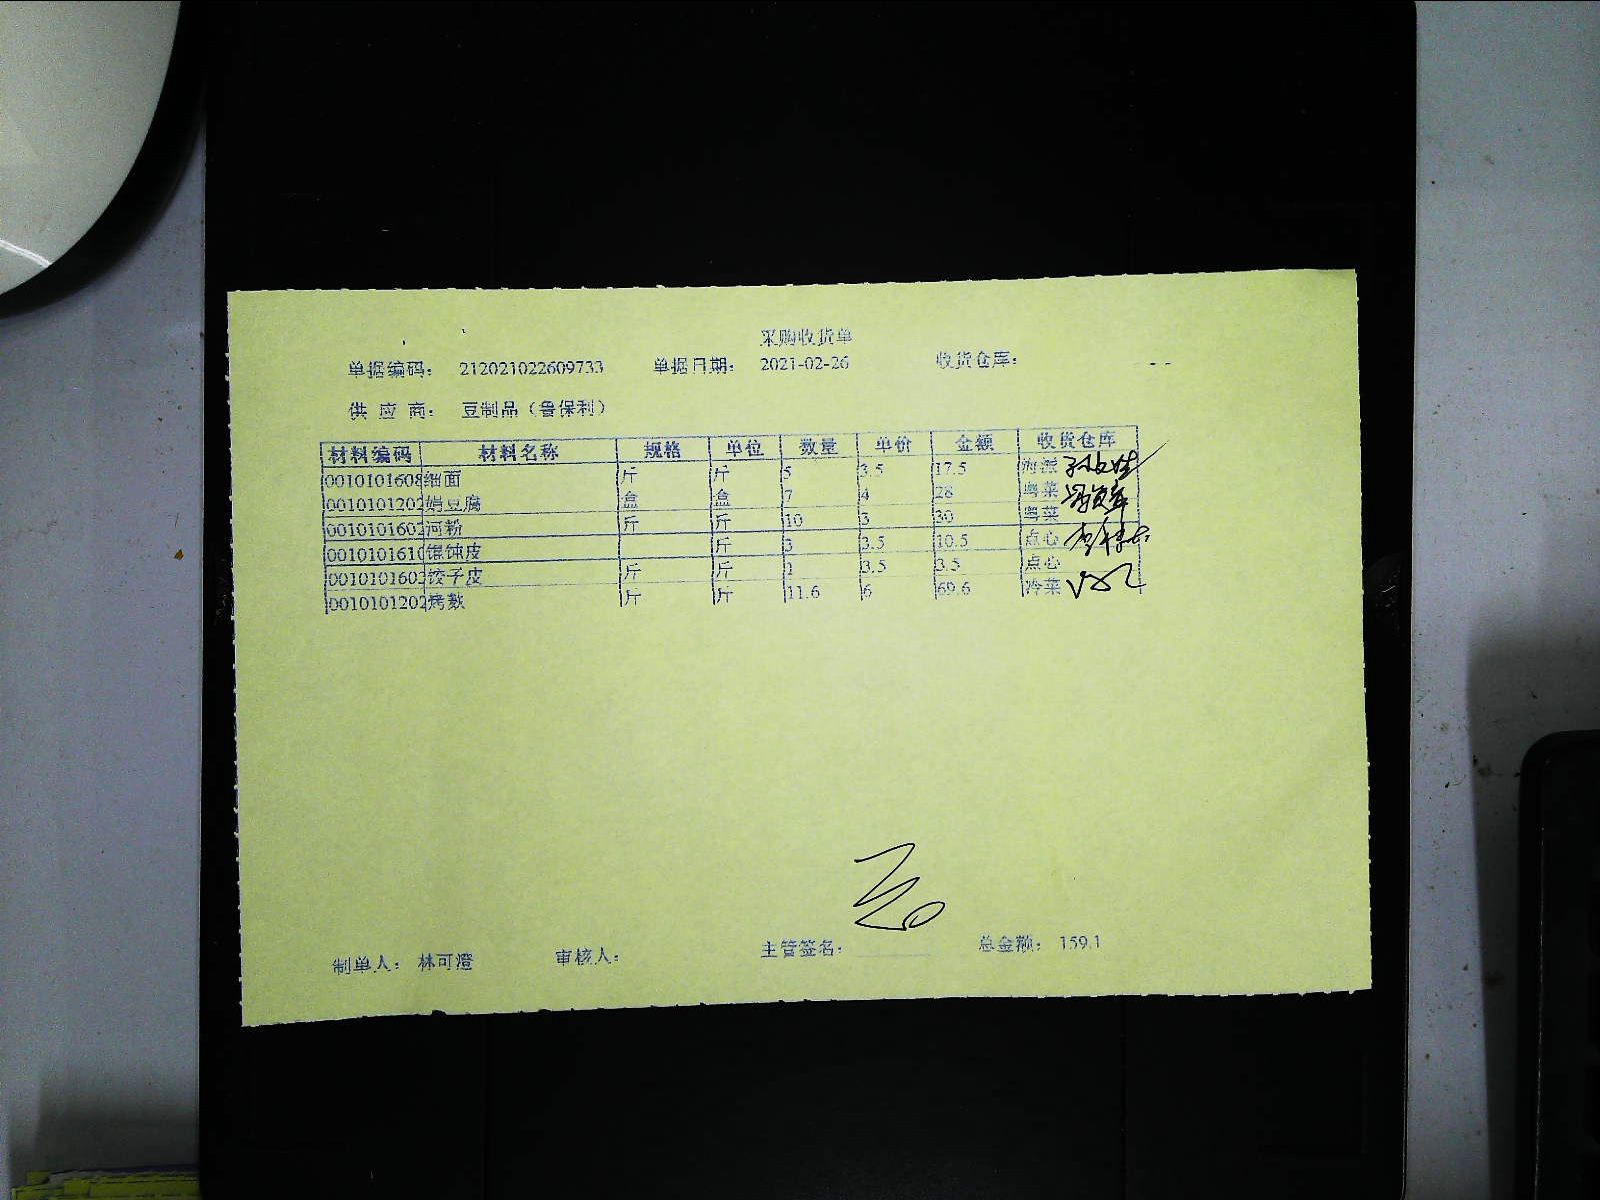 采购收货单
单据编码: 212021022609733 单据日期: 2021-02-26 收货仓库:
供 应 商: 豆制品(鲁保利)
材料编码 材料名称 规格 单位 数量 单价 金额 收货仓库
0010101608 细面 斤 斤 5 3.5 17.5 海派
0010101202 娟豆腐 盒 盒 7 4 28 粤菜
0010101602 河粉 斤 斤 10 3 30 粤菜
0010101610 馄饨皮 斤 3 3.5 10.5 点心
0010101603 饺子皮 斤 斤 1 3.5 3.5 点心
0010101202 烤麸 斤 斤 11.6 6 69.6 冷菜
制单人: 林可澄 审核人: 主管签名: 总金额: 159.1